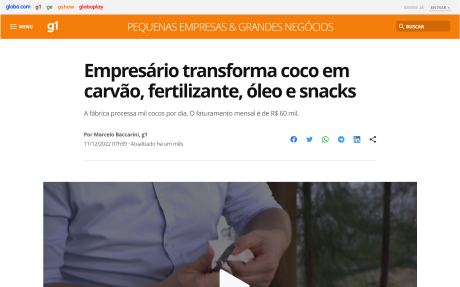 globo.com g1 ge gshow globoplay
ENTRAR >
MENU g1 PEQUENAS EMPRESAS & GRANDES NEGÓCIOS BUSCAR
Empresário transforma coco em
carvão, fertilizante, óleo e snacks
A fábrica processa mil cocos por dia. O faturamento mensal é de R$ 60 mil.
Por Marcelo Baccarini, g1
11/12/2022 07h39 · Atualizado há um mês